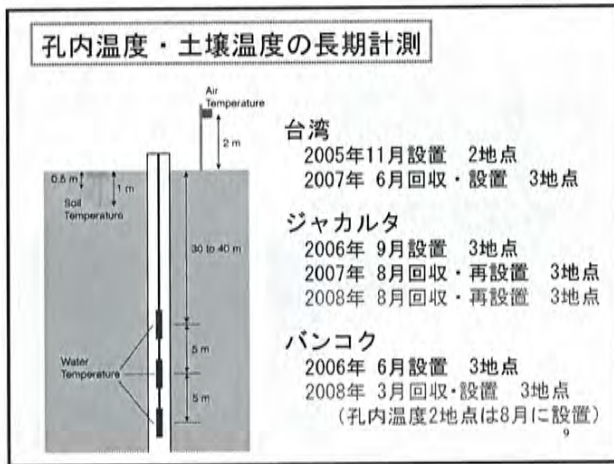 孔内温度・土壌温度の長期計測
Air
Temperature
2 m
0.5 m
1 m
Soil
Temperature
30 to 40 m
Water
Temperature
5 m
5 m
台湾
2005年11月設置 2地点
2007年 6月回収・設置 3地点
ジャカルタ
2006年 9月設置 3地点
2007年 8月回収・再設置 3地点
2008年 8月回収・再設置 3地点
バンコク
2006年 6月設置 3地点
2008年 3月回収・設置 3地点
（孔内温度2地点は8月に設置）
9